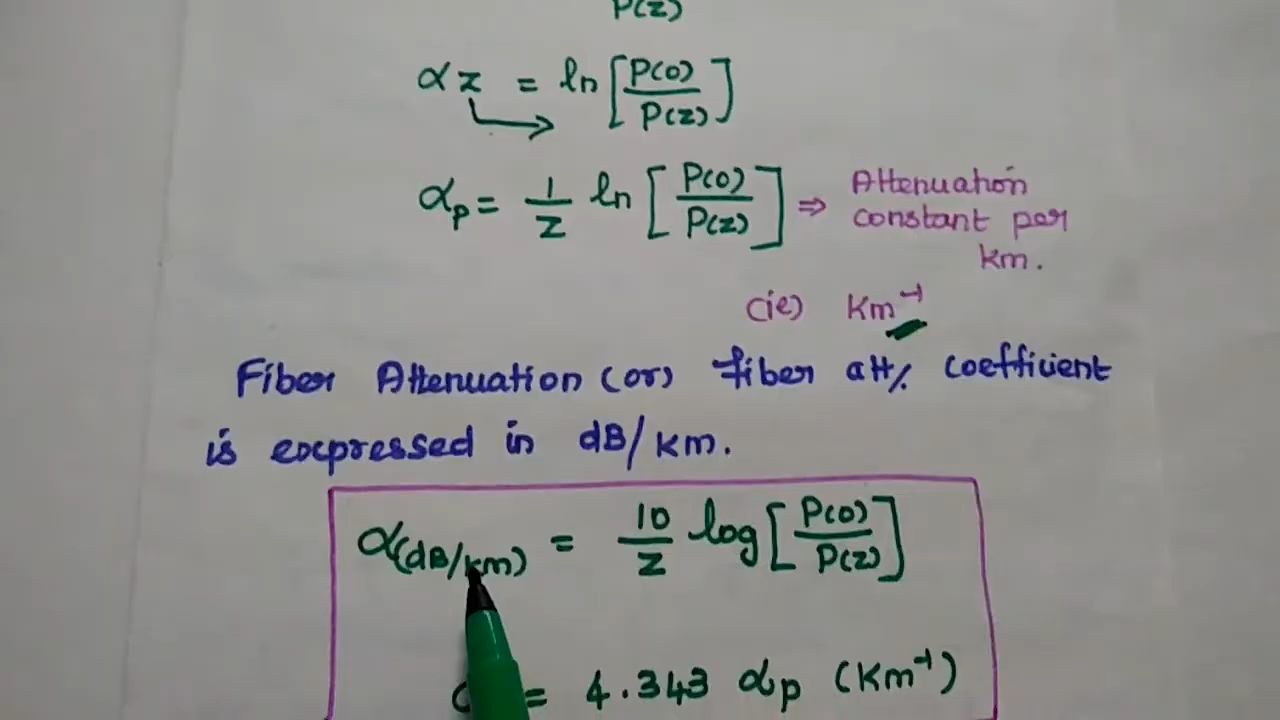 P(z)
αz = ln [P(0)/P(z)]
αp = 1/z ln [P(0)/P(z)] ⇒ Attenuation
constant per
km.
(ie) Km⁻¹
Fiber Attenuation (or) fiber att/. coefficient
is expressed in dB/km.
α(dB/km) = 10/z log [P(0)/P(z)]
= 4.343 αp (Km⁻¹)